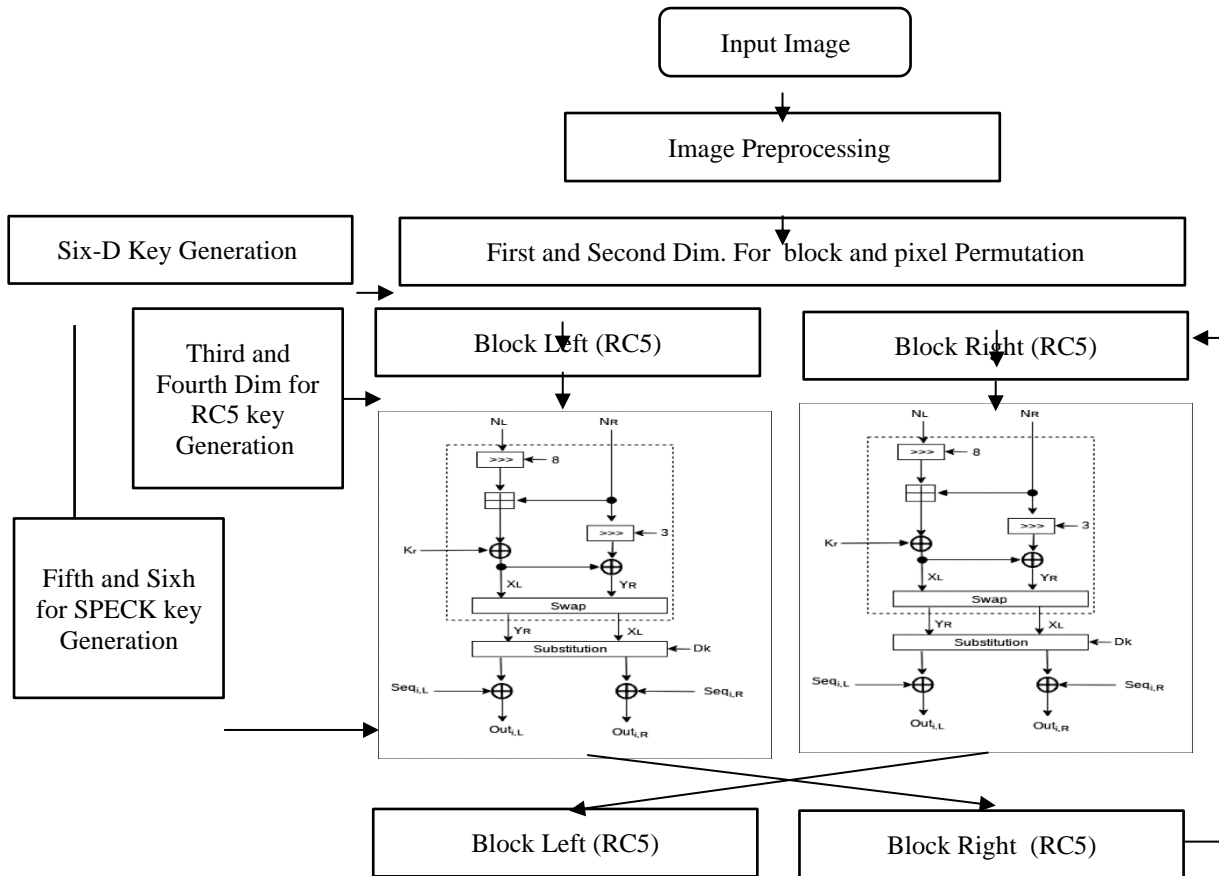 Input Image
Image Preprocessing
Six-D Key Generation
First and Second Dim. For block and pixel Permutation
Third and
Fourth Dim for
RC5 key
Generation
Block Left (RC5)
Block Right (RC5)
Fifth and Sixh
for SPECK key
Generation
NL NR
>>> 8
>>> 3
Kr
XL YR
Swap
YR XL
Substitution Dk
Seqi,L Seqi,R
Outi,L Outi,R
NL NR
>>> 8
>>> 3
Kr
XL YR
Swap
YR XL
Substitution Dk
Seqi,L Seqi,R
Outi,L Outi,R
Block Left (RC5)
Block Right (RC5)